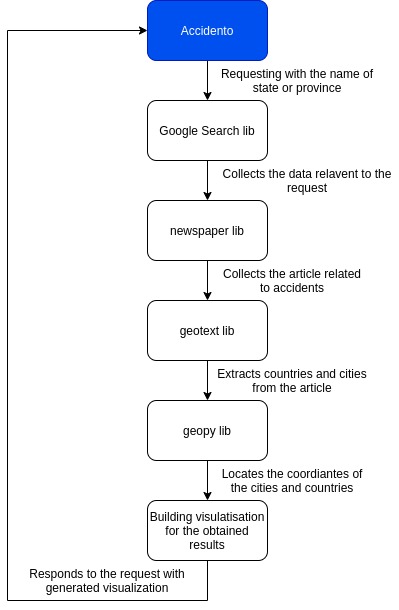 Accidento
Requesting with the name of
state or province
Google Search lib
Collects the data relavent to the
request
newspaper lib
Collects the article related
to accidents
geotext lib
Extracts countries and cities
from the article
geopy lib
Locates the coordiantes of
the cities and countries
Building visulatisation
for the obtained
results
Responds to the request with
generated visualization